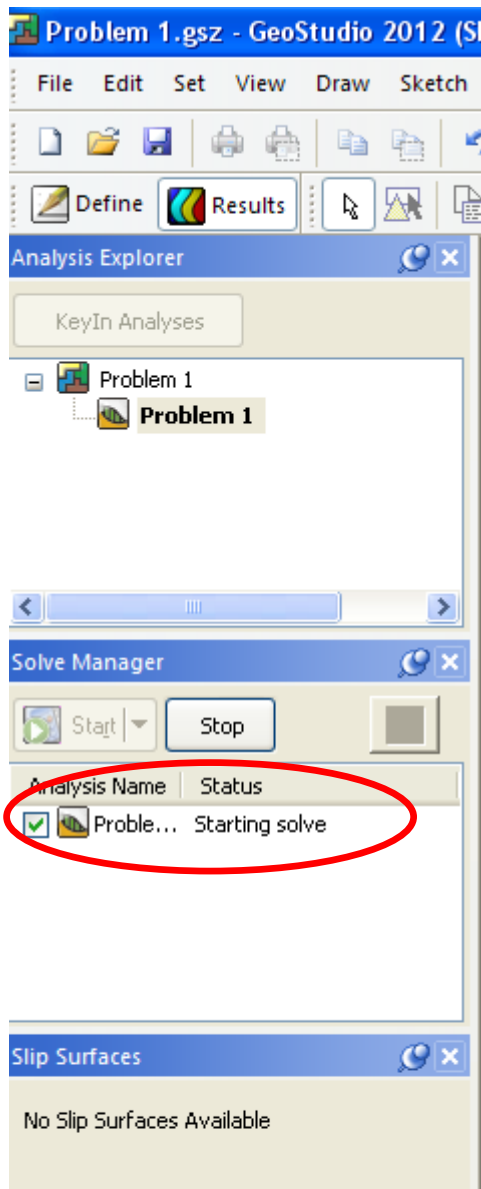 Problem 1.gsz - GeoStudio 2012 (Sl
File Edit Set View Draw Sketch
Define Results
Analysis Explorer
KeyIn Analyses
Problem 1
Problem 1
Solve Manager
Start Stop
Analysis Name Status
Proble... Starting solve
Slip Surfaces
No Slip Surfaces Available